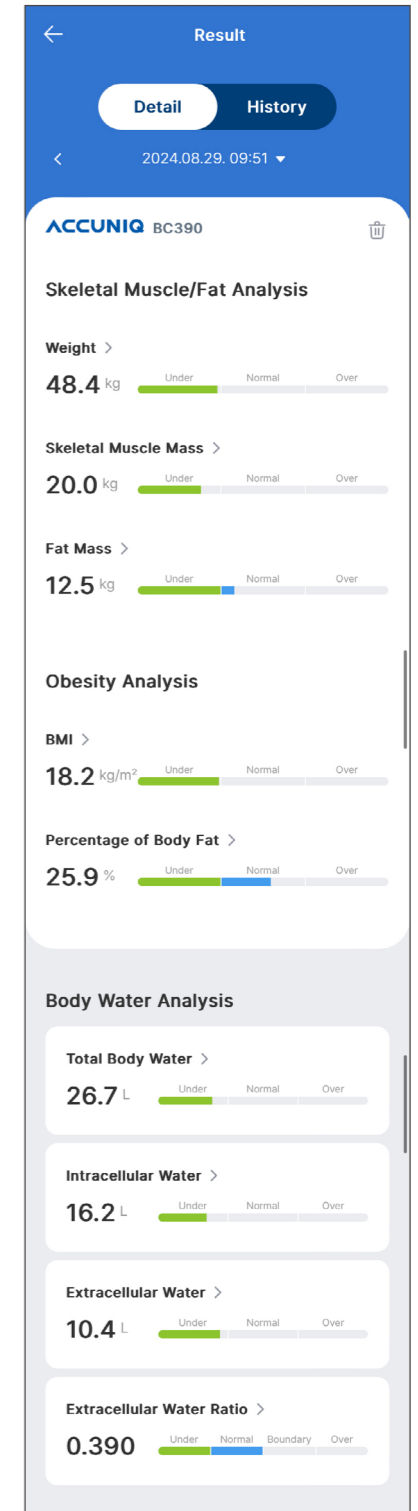 Result
Detail History
2024.08.29. 09:51
ACCUNIQ BC390
Skeletal Muscle/Fat Analysis
Weight
48.4 kg Under Normal Over
Skeletal Muscle Mass
20.0 kg Under Normal Over
Fat Mass
12.5 kg Under Normal Over
Obesity Analysis
BMI
18.2 kg/m² Under Normal Over
Percentage of Body Fat
25.9 % Under Normal Over
Body Water Analysis
Total Body Water
26.7 L Under Normal Over
Intracellular Water
16.2 L Under Normal Over
Extracellular Water
10.4 L Under Normal Over
Extracellular Water Ratio
0.390 Under Normal Boundary Over